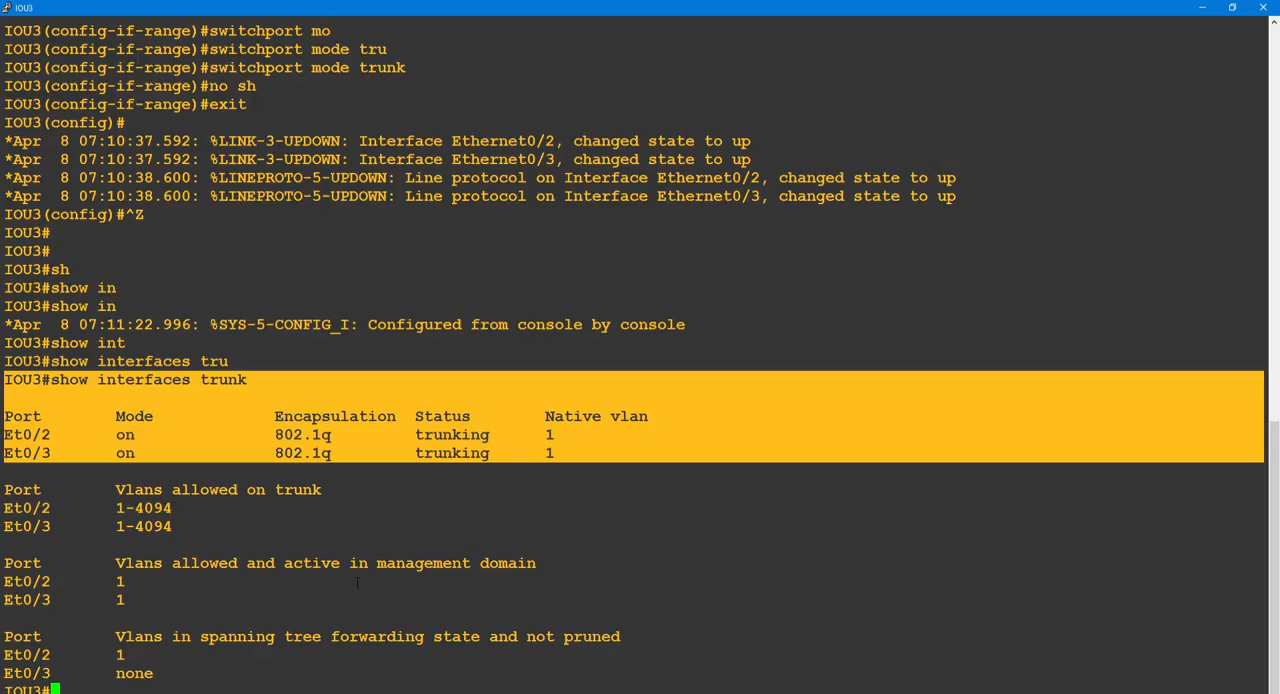 IOU3
IOU3(config-if-range)#switchport mo
IOU3(config-if-range)#switchport mode tru
IOU3(config-if-range)#switchport mode trunk
IOU3(config-if-range)#no sh
IOU3(config-if-range)#exit
IOU3(config)#
*Apr  8 07:10:37.592: %LINK-3-UPDOWN: Interface Ethernet0/2, changed state to up
*Apr  8 07:10:37.592: %LINK-3-UPDOWN: Interface Ethernet0/3, changed state to up
*Apr  8 07:10:38.600: %LINEPROTO-5-UPDOWN: Line protocol on Interface Ethernet0/2, changed state to up
*Apr  8 07:10:38.600: %LINEPROTO-5-UPDOWN: Line protocol on Interface Ethernet0/3, changed state to up
IOU3(config)#^Z
IOU3#
IOU3#
IOU3#sh
IOU3#show in
IOU3#show in
*Apr  8 07:11:22.996: %SYS-5-CONFIG_I: Configured from console by console
IOU3#show int
IOU3#show interfaces tru
IOU3#show interfaces trunk
Port        Mode             Encapsulation  Status        Native vlan
Et0/2       on               802.1q         trunking      1
Et0/3       on               802.1q         trunking      1
Port        Vlans allowed on trunk
Et0/2       1-4094
Et0/3       1-4094
Port        Vlans allowed and active in management domain
Et0/2       1
Et0/3       1
Port        Vlans in spanning tree forwarding state and not pruned
Et0/2       1
Et0/3       none
IOU3#